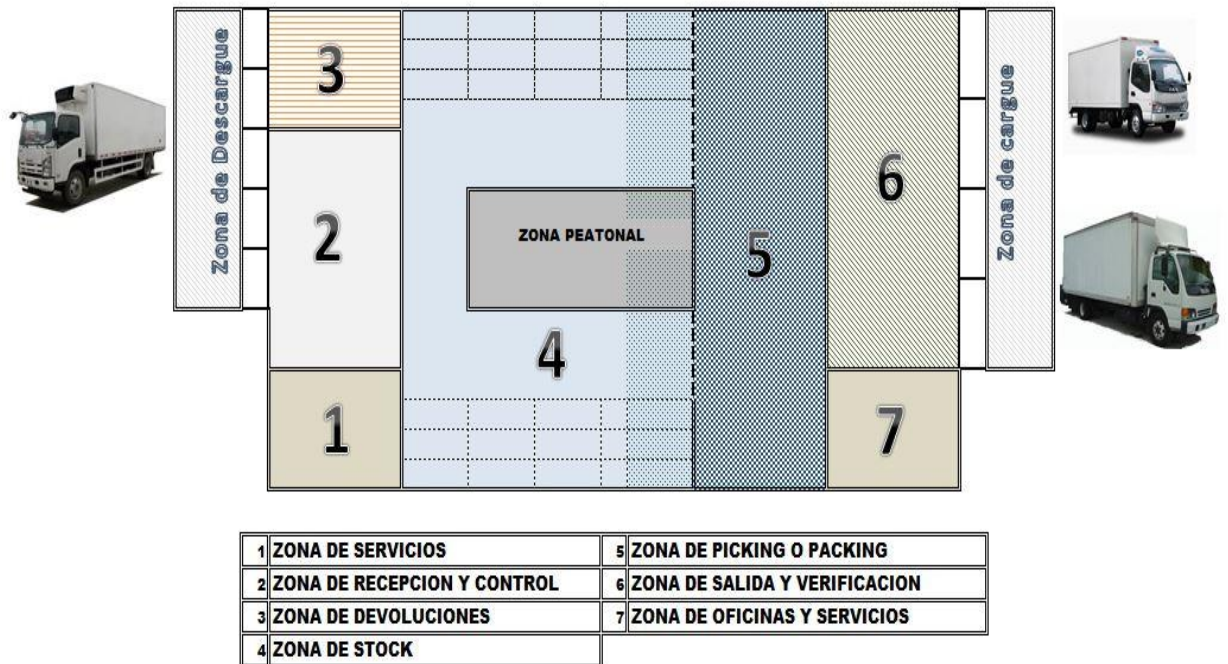 Zona de Descargue
3
2
1
ZONA PEATONAL
4
5
6
7
Zona de cargue
1 ZONA DE SERVICIOS
5 ZONA DE PICKING O PACKING
2 ZONA DE RECEPCION Y CONTROL
6 ZONA DE SALIDA Y VERIFICACION
3 ZONA DE DEVOLUCIONES
7 ZONA DE OFICINAS Y SERVICIOS
4 ZONA DE STOCK